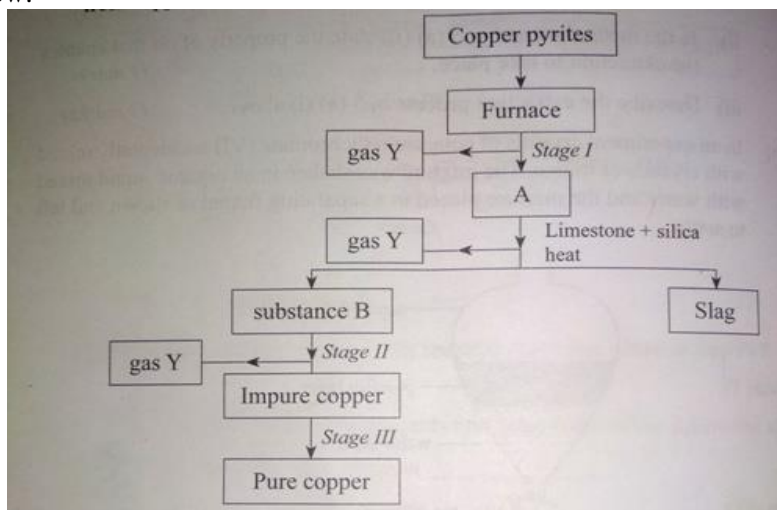 Copper pyrites
Furnace
gas Y
Stage I
A
Limestone + silica
heat
gas Y
substance B
Slag
Stage II
gas Y
Impure copper
Stage III
Pure copper